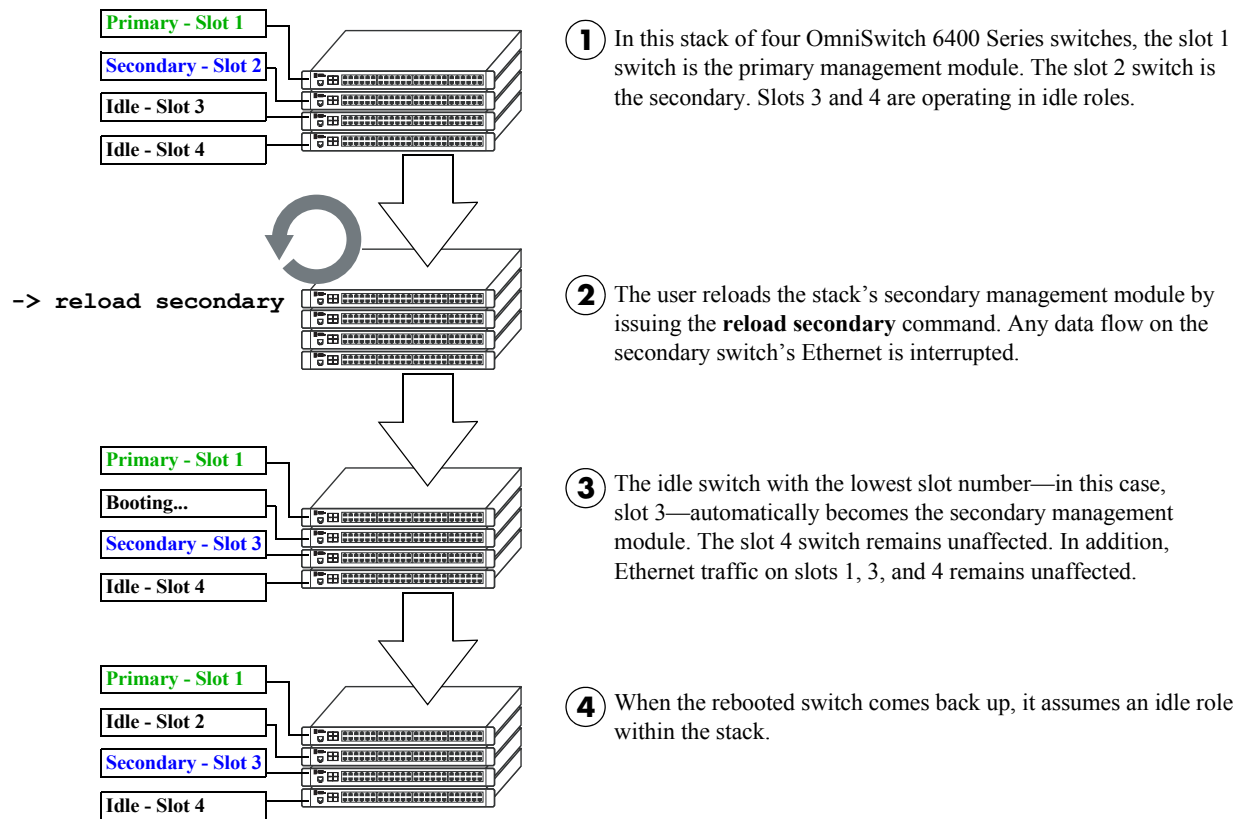 Primary - Slot 1
Secondary - Slot 2
Idle - Slot 3
Idle - Slot 4
1 In this stack of four OmniSwitch 6400 Series switches, the slot 1
switch is the primary management module. The slot 2 switch is
the secondary. Slots 3 and 4 are operating in idle roles.
-> reload secondary
2 The user reloads the stack’s secondary management module by
issuing the reload secondary command. Any data flow on the
secondary switch’s Ethernet is interrupted.
Primary - Slot 1
Booting...
Secondary - Slot 3
Idle - Slot 4
3 The idle switch with the lowest slot number—in this case,
slot 3—automatically becomes the secondary management
module. The slot 4 switch remains unaffected. In addition,
Ethernet traffic on slots 1, 3, and 4 remains unaffected.
Primary - Slot 1
Idle - Slot 2
Secondary - Slot 3
Idle - Slot 4
4 When the rebooted switch comes back up, it assumes an idle role
within the stack.